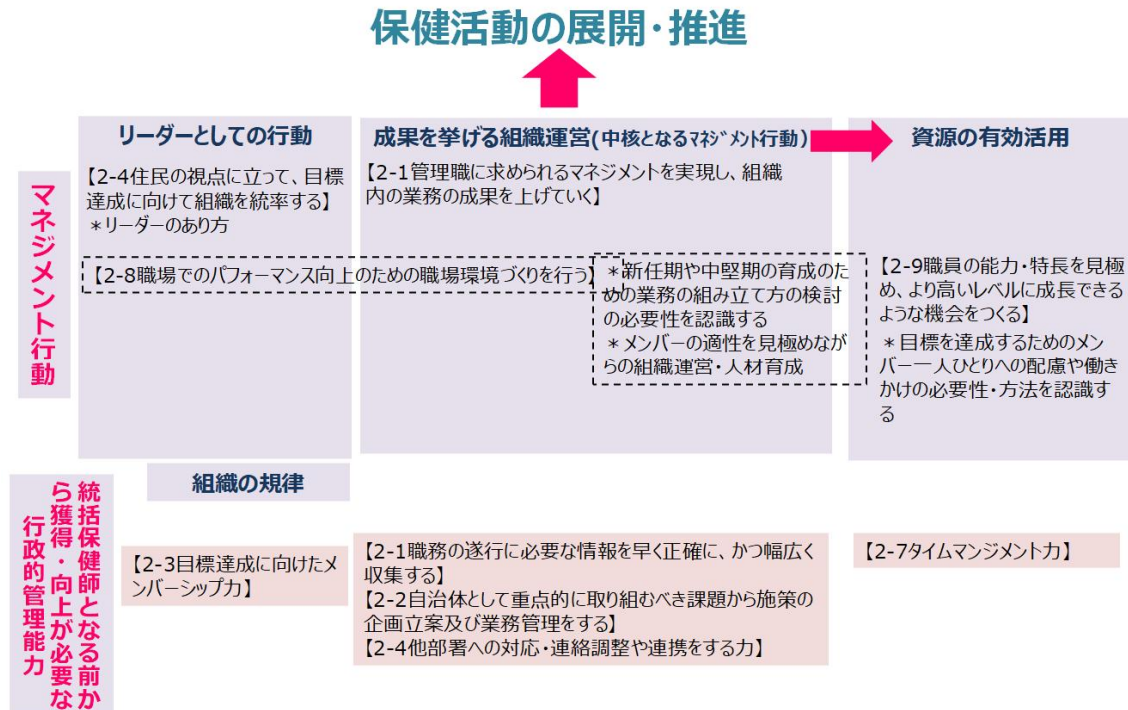 保健活動の展開・推進
リーダーとしての行動
成果を挙げる組織運営(中核となるマネジメント行動)
資源の有効活用
マネジメント行動
【2-4住民の視点に立って、目標
達成に向けて組織を統率する】
＊リーダーのあり方
【2-1管理職に求められるマネジメントを実現し、組織
内の業務の成果を上げていく】
【2-8職場でのパフォーマンス向上のための職場環境づくりを行う】
＊新任期や中堅期の育成のた
めの業務の組み立て方の検討
の必要性を認識する
＊メンバーの適性を見極めなが
らの組織運営・人材育成
【2-9職員の能力・特長を見極
め、より高いレベルに成長できる
ような機会をつくる】
＊目標を達成するためのメン
バー一人ひとりへの配慮や働き
かけの必要性・方法を認識す
る
組織の規律
統括保健師となる前か
ら獲得・向上が必要な
行政的管理能力
【2-3目標達成に向けたメ
ンバーシップ力】
【2-1職務の遂行に必要な情報を早く正確に、かつ幅広く
収集する】
【2-2自治体として重点的に取り組むべき課題から施策の
企画立案及び業務管理をする】
【2-4他部署への対応・連絡調整や連携をする力】
【2-7タイムマンジメント力】